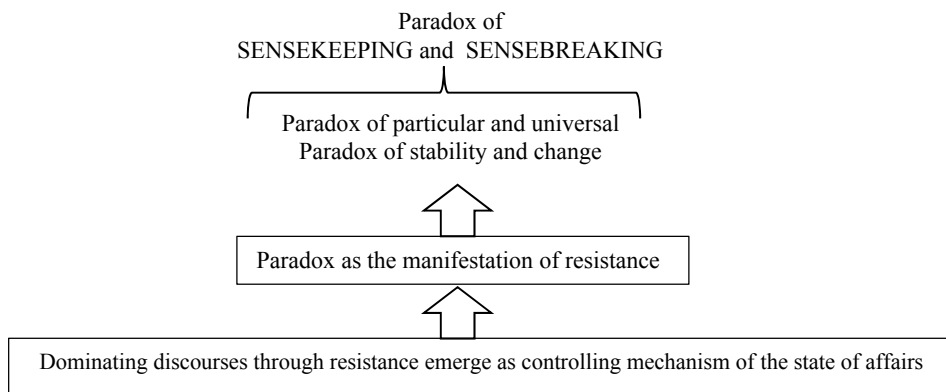 Paradox of
SENSEKEEPING and SENSEBREAKING
Paradox of particular and universal
Paradox of stability and change
Paradox as the manifestation of resistance
Dominating discourses through resistance emerge as controlling mechanism of the state of affairs